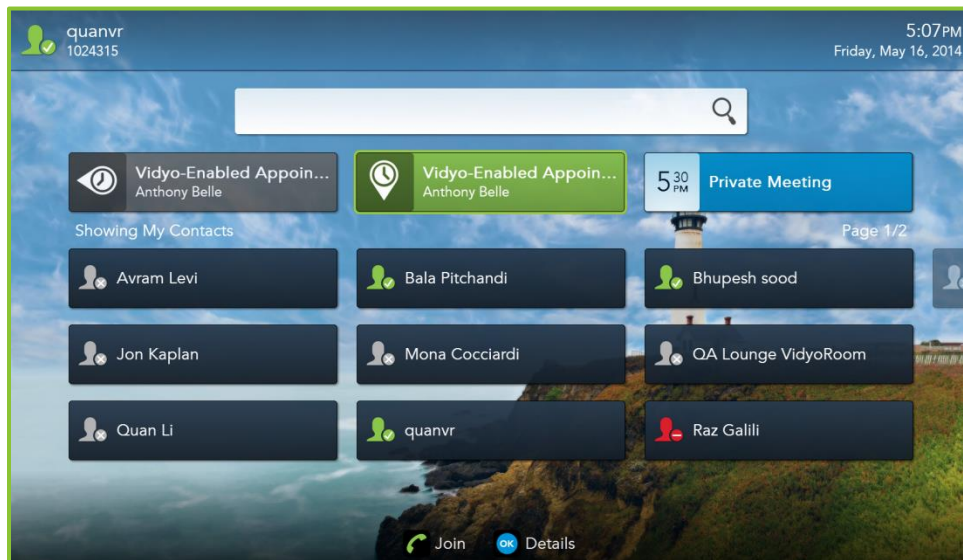 quanvr
1024315
5:07PM
Friday, May 16, 2014
Vidyo-Enabled Appoin...
Anthony Belle
Vidyo-Enabled Appoin...
Anthony Belle
5 30 PM
Private Meeting
Showing My Contacts
Page 1/2
Avram Levi
Bala Pitchandi
Bhupesh sood
Jon Kaplan
Mona Cocciardi
QA Lounge VidyoRoom
Quan Li
quanvr
Raz Galili
Join
OK
Details